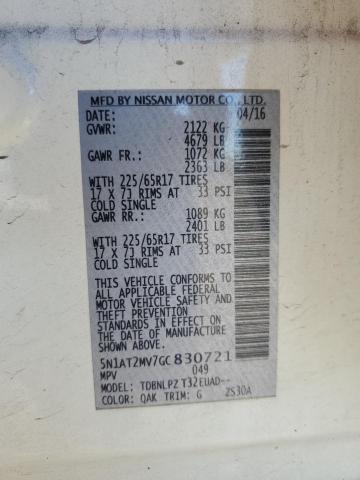 MFD BY NISSAN MOTOR CO., LTD.
DATE: 04/16
GVWR: 2122 KG
4679 LB
GAWR FR.: 1072 KG
2363 LB
WITH 225/65R17 TIRES
17 X 7J RIMS AT 33 PSI
COLD SINGLE
GAWR RR.: 1089 KG
2401 LB
WITH 225/65R17 TIRES
17 X 7J RIMS AT 33 PSI
COLD SINGLE
THIS VEHICLE CONFORMS TO
ALL APPLICABLE FEDERAL
MOTOR VEHICLE SAFETY AND
THEFT PREVENTION
STANDARDS IN EFFECT ON
THE DATE OF MANUFACTURE
SHOWN ABOVE.
5N1AT2MV7GC830721
MPV 049
MODEL: TDBNLPZ T32EUAD--
COLOR: QAK TRIM: G 2S30A